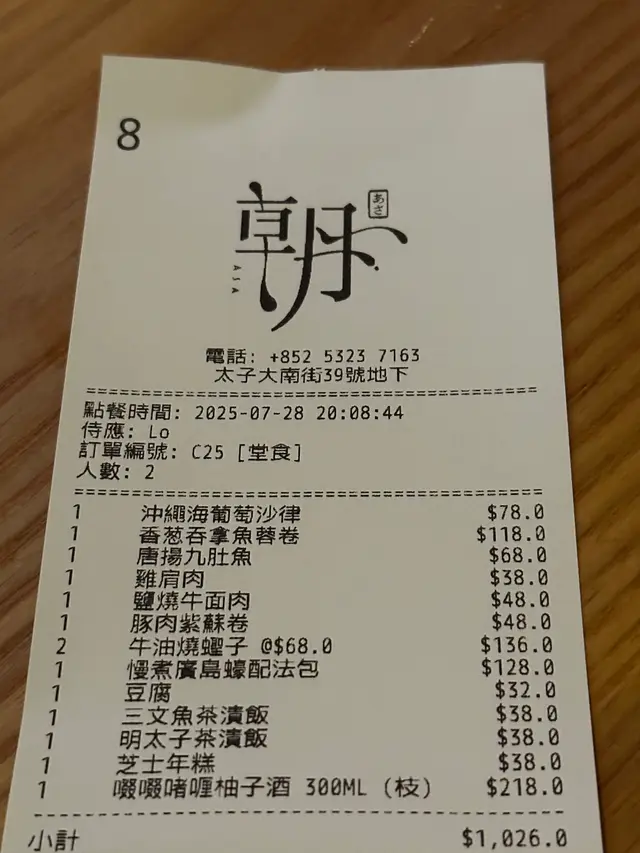 8
朝
あさ
ASA
電話: +852 5323 7163
太子大南街39號地下
點餐時間: 2025-07-28 20:08:44
侍應: Lo
訂單編號: C25 [堂食]
人數: 2
1 沖繩海葡萄沙律 $78.0
1 香葱吞拿魚蓉卷 $118.0
1 唐揚九肚魚 $68.0
1 雞肩肉 $38.0
1 鹽燒牛面肉 $48.0
1 豚肉紫蘇卷 $48.0
2 牛油燒蟶子 @$68.0 $136.0
1 慢煮廣島蠔配法包 $128.0
1 豆腐 $32.0
1 三文魚茶漬飯 $38.0
1 明太子茶漬飯 $38.0
1 芝士年糕 $38.0
1 啜啜啫喱柚子酒 300ML (枝) $218.0
小計 $1,026.0